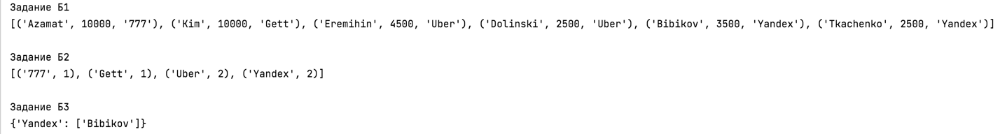 Задание Б1
[('Azamat', 10000, '777'), ('Kim', 10000, 'Gett'), ('Eremihin', 4500, 'Uber'), ('Dolinski', 2500, 'Uber'), ('Bibikov', 3500, 'Yandex'), ('Tkachenko', 2500, 'Yandex')]
Задание Б2
[('777', 1), ('Gett', 1), ('Uber', 2), ('Yandex', 2)]
Задание Б3
{'Yandex': ['Bibikov']}